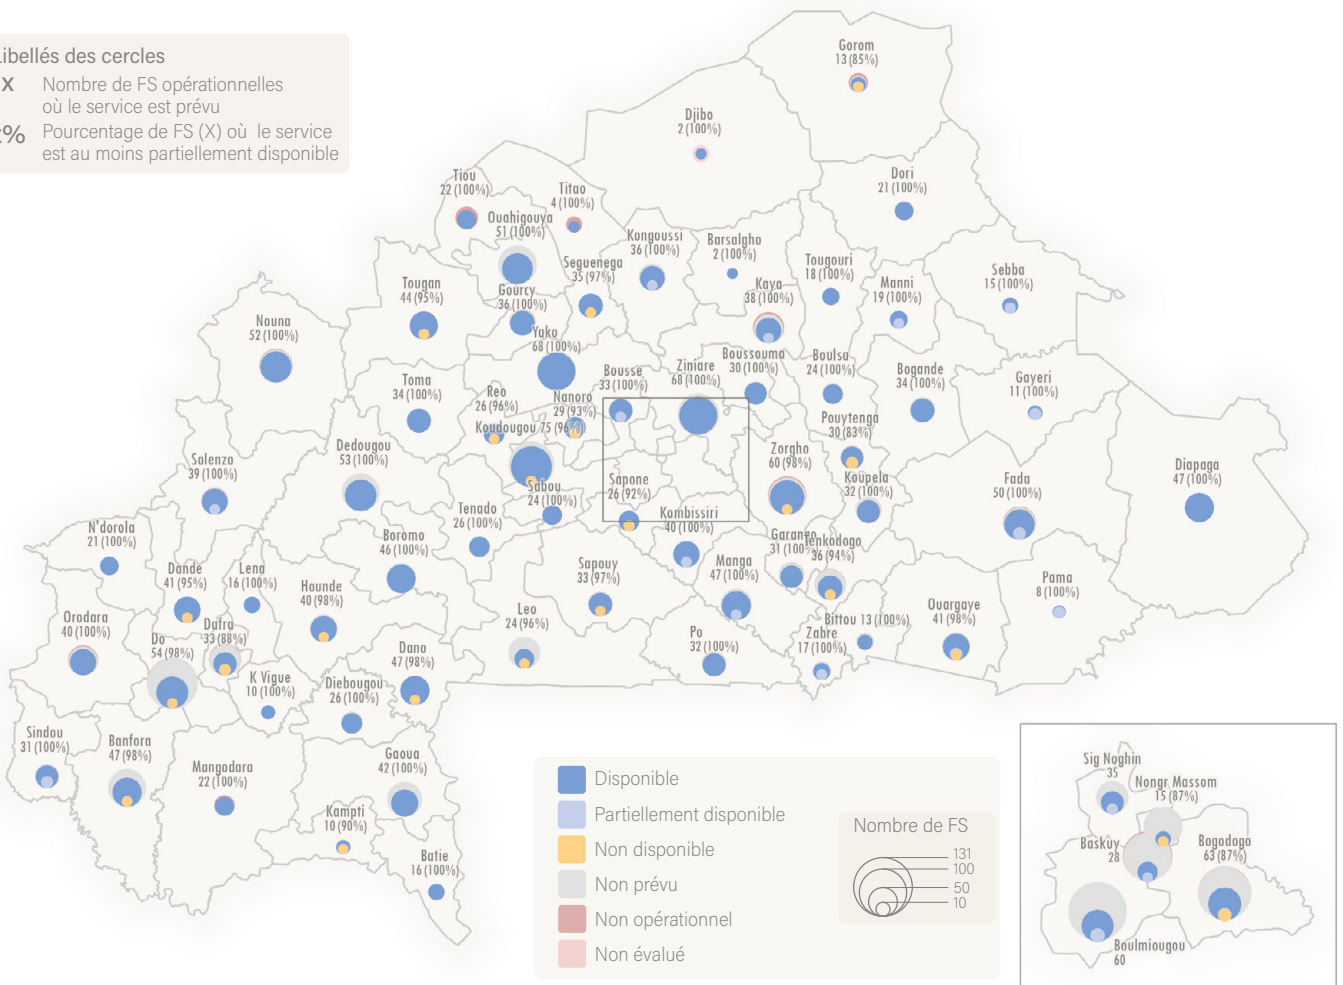 Libellés des cercles
X Nombre de FS opérationnelles
où le service est prévu
% Pourcentage de FS (X) où le service
est au moins partiellement disponible
Gorom
13 (85%)
Djibo
2 (100%)
Dori
21 (100%)
Tiou
22 (100%)
Titao
4 (100%)
Ouahigouya
51 (100%)
Kongoussi
36 (100%)
Barsalgho
2 (100%)
Tougouri
18 (100%)
Seguenega
35 (97%)
Sebba
15 (100%)
Tougan
44 (95%)
Gourcy
36 (100%)
Kaya
38 (100%)
Manni
19 (100%)
Nouna
52 (100%)
Yako
68 (100%)
Ziniare
68 (100%)
Boussouma
30 (100%)
Boulsa
24 (100%)
Bogande
34 (100%)
Gayeri
11 (100%)
Toma
34 (100%)
Reo
26 (96%)
Nanoro
29 (93%)
Bousse
33 (100%)
Pouytenga
30 (83%)
Koudougou 75 (96%)
Dedougou
53 (100%)
Solenzo
39 (100%)
Zorgho
60 (98%)
Koupela
32 (100%)
Fada
50 (100%)
Diapaga
47 (100%)
Sabou
24 (100%)
Sapone
26 (92%)
Tenado
26 (100%)
Kombissiri
40 (100%)
N'dorola
21 (100%)
Boromo
46 (100%)
Garango
31 (100%)
Tenkodogo
36 (94%)
Dande
41 (95%)
Lena
16 (100%)
Hounde
40 (98%)
Sapouy
33 (97%)
Manga
47 (100%)
Pama
8 (100%)
Orodara
40 (100%)
Dafra
33 (88%)
Do
54 (98%)
Leo
24 (96%)
Ouargaye
41 (98%)
Bittou 13 (100%)
Zabre
17 (100%)
Po
32 (100%)
Dano
47 (98%)
K Vigue
10 (100%)
Diebougou
26 (100%)
Sindou
31 (100%)
Banfora
47 (98%)
Mangodara
22 (100%)
Gaoua
42 (100%)
Kampti
10 (90%)
Batie
16 (100%)
Disponible
Partiellement disponible
Non disponible
Non prévu
Non opérationnel
Non évalué
Nombre de FS
131
100
50
10
Sig Noghin
35
Nongr Massom
15 (87%)
Baskuy
28
Bogodogo
63 (87%)
Boulmiougou
60